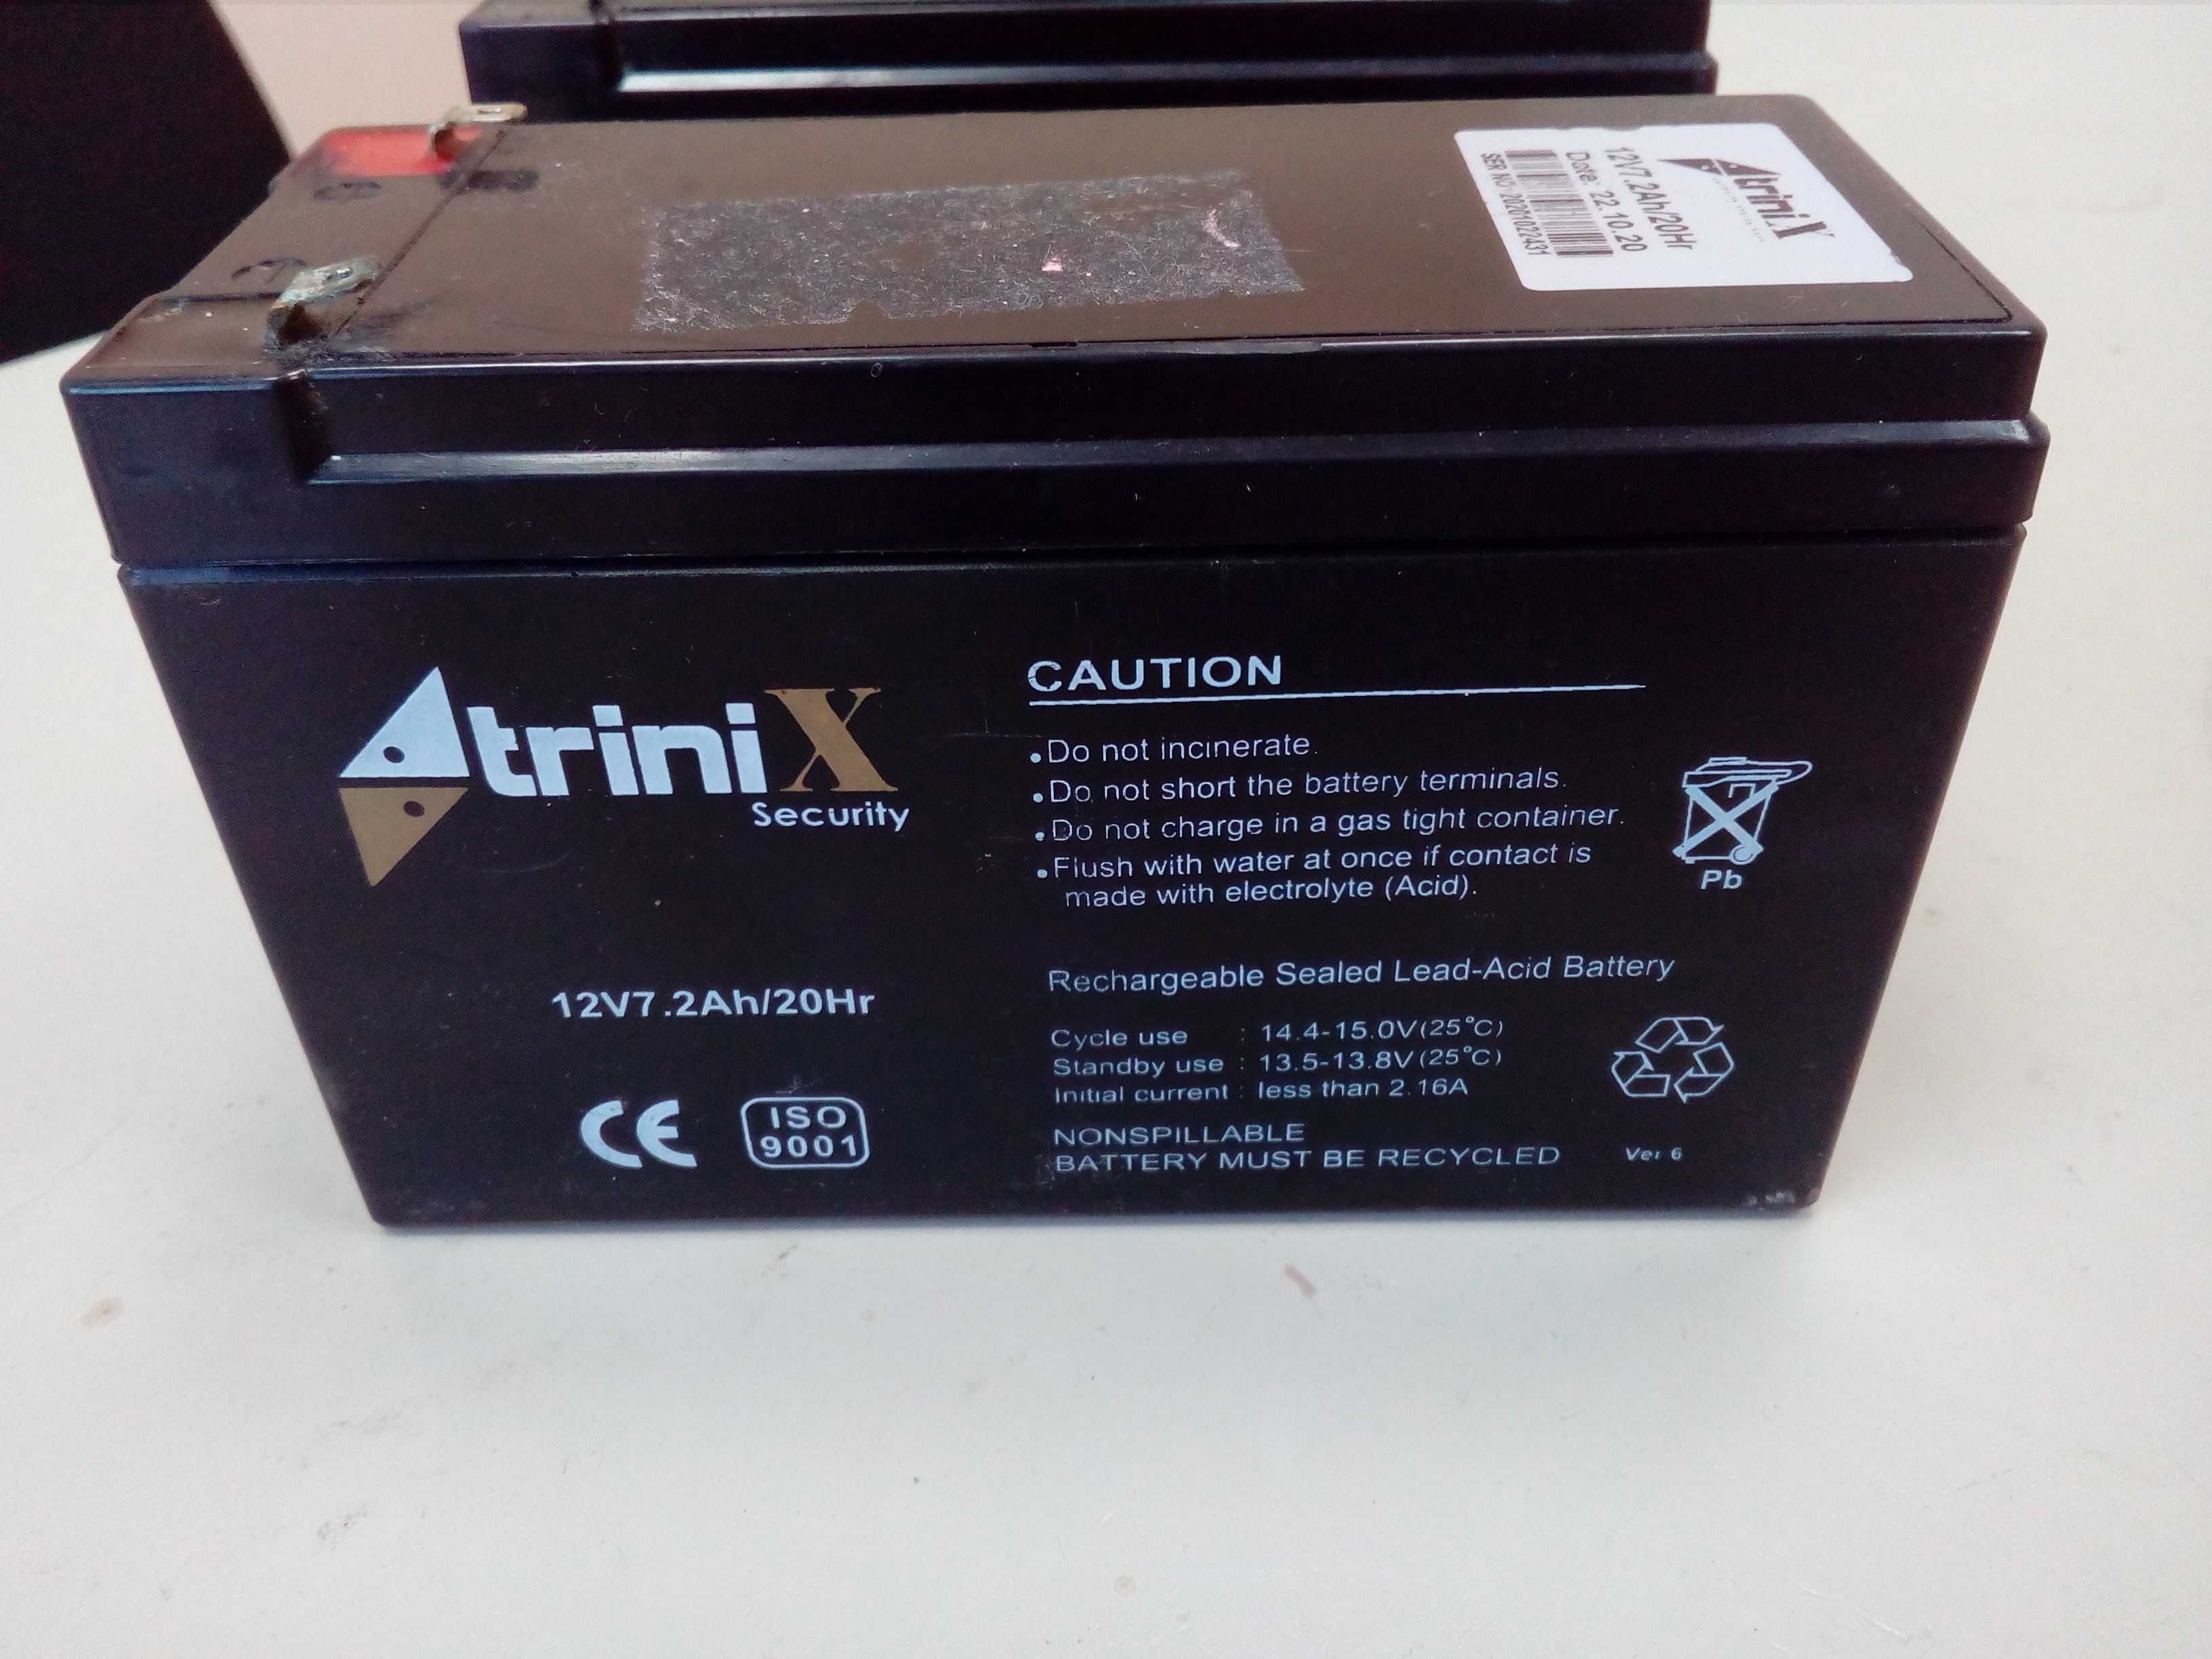 AtriniX
12V7.2Ah/20Hr
Date: 22.10.20
SER NO: 20201022431
AtriniX
Security
12V7.2Ah/20Hr
CE
ISO
9001
CAUTION
•Do not incinerate.
•Do not short the battery terminals.
•Do not charge in a gas tight container.
•Flush with water at once if contact is
made with electrolyte (Acid).
Pb
Rechargeable Sealed Lead-Acid Battery
Cycle use : 14.4-15.0V(25°C)
Standby use : 13.5-13.8V(25°C)
Initial current : less than 2.16A
NONSPILLABLE
BATTERY MUST BE RECYCLED
Ver 6